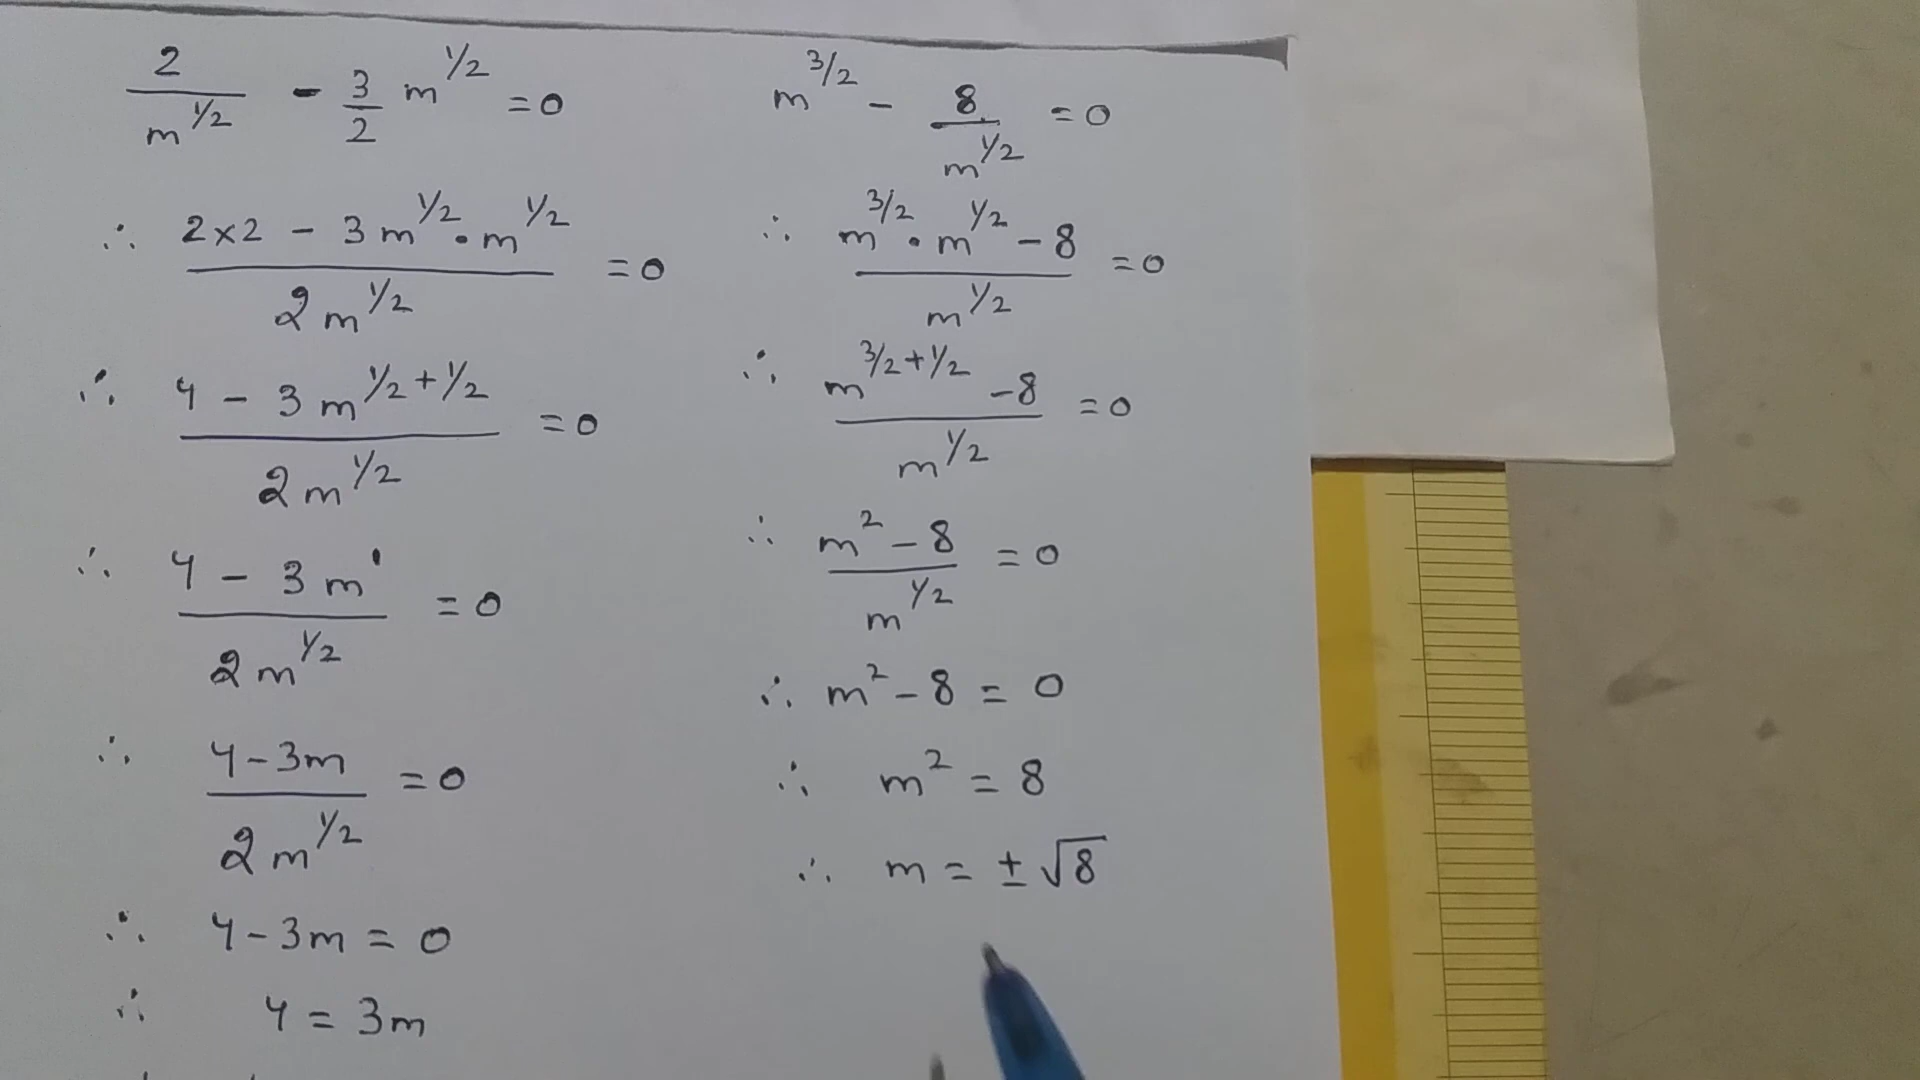 2/m^1/2 - 3/2 m^1/2 = 0
∴ (2×2 - 3m^1/2 · m^1/2)/(2m^1/2) = 0
∴ (4 - 3m^1/2+1/2)/(2m^1/2) = 0
∴ (4 - 3m^1)/(2m^1/2) = 0
∴ (4-3m)/(2m^1/2) = 0
∴ 4-3m = 0
∴ 4 = 3m
m^3/2 - 8/m^1/2 = 0
∴ (m^3/2 · m^1/2 - 8)/(m^1/2) = 0
∴ (m^3/2+1/2 - 8)/(m^1/2) = 0
∴ (m^2 - 8)/(m^1/2) = 0
∴ m^2 - 8 = 0
∴ m^2 = 8
∴ m = ±√8